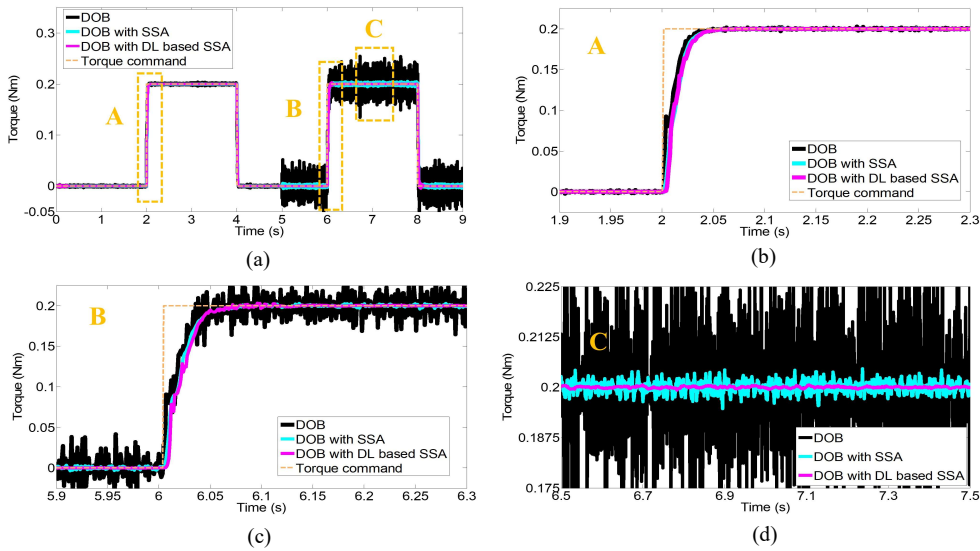 DOB
DOB with SSA
DOB with DL based SSA
Torque command
A
B
C
Torque (Nm)
0.3
0.2
0.1
0
-0.05
0 1 2 3 4 5 6 7 8 9
Time (s)
(a)
A
Torque (Nm)
0.2
0.15
0.1
0.05
0
DOB
DOB with SSA
DOB with DL based SSA
Torque command
1.9 1.95 2 2.05 2.1 2.15 2.2 2.25 2.3
Time (s)
(b)
B
Torque (Nm)
0.2
0.15
0.1
0.05
0
DOB
DOB with SSA
DOB with DL based SSA
Torque command
5.9 5.95 6 6.05 6.1 6.15 6.2 6.25 6.3
Time (s)
(c)
C
Torque (Nm)
0.225
0.2125
0.2
0.1875
0.175
DOB
DOB with SSA
DOB with DL based SSA
6.5 6.7 6.9 7.1 7.3 7.5
Time (s)
(d)